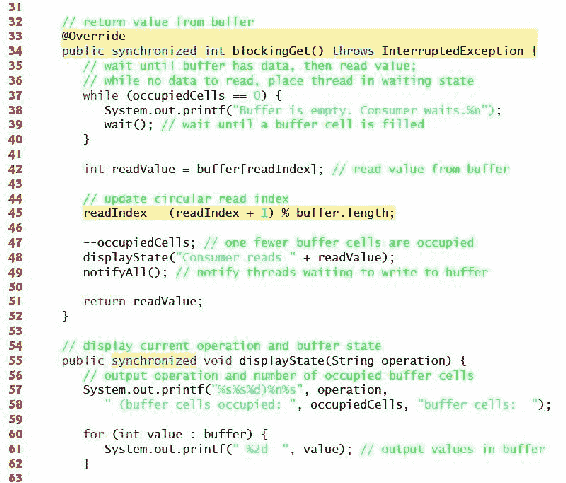 31
32 // return value from buffer
33 @Override
34 public synchronized int blockingGet() throws InterruptedException {
35 // wait until buffer has data, then read value;
36 // while no data to read, place thread in waiting state
37 while (occupiedCells == 0) {
38 System.out.printf("Buffer is empty. Consumer waits.%n");
39 wait(); // wait until a buffer cell is filled
40 }
41
42 int readValue = buffer[readIndex]; // read value from buffer
43
44 // update circular read index
45 readIndex (readIndex + 1) % buffer.length;
46
47 --occupiedCells; // one fewer buffer cells are occupied
48 displayState("Consumer reads " + readValue);
49 notifyAll(); // notify threads waiting to write to buffer
50
51 return readValue;
52 }
53
54 // display current operation and buffer state
55 public synchronized void displayState(String operation) {
56 // output operation and number of occupied buffer cells
57 System.out.printf("%s%s%d)%n%s", operation,
58 " (buffer cells occupied: ", occupiedCells, "buffer cells:  ");
59
60 for (int value : buffer) {
61 System.out.printf(" %2d  ", value); // output values in buffer
62 }
63